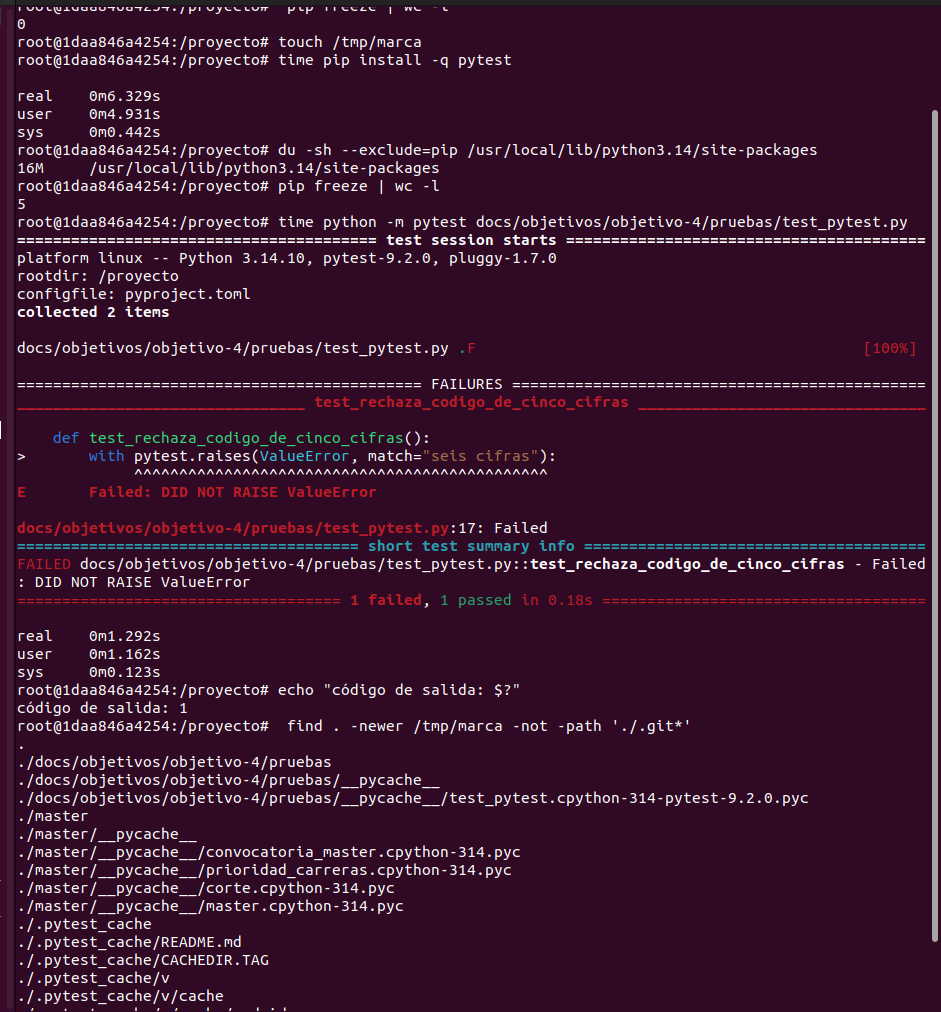 root@1daa846a4254:/proyecto#  pip freeze | wc -l
0
root@1daa846a4254:/proyecto# touch /tmp/marca
root@1daa846a4254:/proyecto# time pip install -q pytest
real    0m6.329s
user    0m4.931s
sys     0m0.442s
root@1daa846a4254:/proyecto# du -sh --exclude=pip /usr/local/lib/python3.14/site-packages
16M     /usr/local/lib/python3.14/site-packages
root@1daa846a4254:/proyecto# pip freeze | wc -l
5
root@1daa846a4254:/proyecto# time python -m pytest docs/objetivos/objetivo-4/pruebas/test_pytest.py
======================================== test session starts ========================================
platform linux -- Python 3.14.10, pytest-9.2.0, pluggy-1.7.0
rootdir: /proyecto
configfile: pyproject.toml
collected 2 items
docs/objetivos/objetivo-4/pruebas/test_pytest.py .F                                              [100%]
============================================= FAILURES ==============================================
________________________________ test_rechaza_codigo_de_cinco_cifras ________________________________
    def test_rechaza_codigo_de_cinco_cifras():
>       with pytest.raises(ValueError, match="seis cifras"):
             ^^^^^^^^^^^^^^^^^^^^^^^^^^^^^^^^^^^^^^^^^^^^^^
E       Failed: DID NOT RAISE ValueError
docs/objetivos/objetivo-4/pruebas/test_pytest.py:17: Failed
====================================== short test summary info ======================================
FAILED docs/objetivos/objetivo-4/pruebas/test_pytest.py::test_rechaza_codigo_de_cinco_cifras - Failed
: DID NOT RAISE ValueError
==================================== 1 failed, 1 passed in 0.18s ====================================
real    0m1.292s
user    0m1.162s
sys     0m0.123s
root@1daa846a4254:/proyecto# echo "código de salida: $?"
código de salida: 1
root@1daa846a4254:/proyecto#  find . -newer /tmp/marca -not -path './.git*'
.
./docs/objetivos/objetivo-4/pruebas
./docs/objetivos/objetivo-4/pruebas/__pycache__
./docs/objetivos/objetivo-4/pruebas/__pycache__/test_pytest.cpython-314-pytest-9.2.0.pyc
./master
./master/__pycache__
./master/__pycache__/convocatoria_master.cpython-314.pyc
./master/__pycache__/prioridad_carreras.cpython-314.pyc
./master/__pycache__/corte.cpython-314.pyc
./master/__pycache__/master.cpython-314.pyc
./.pytest_cache
./.pytest_cache/README.md
./.pytest_cache/CACHEDIR.TAG
./.pytest_cache/v
./.pytest_cache/v/cache